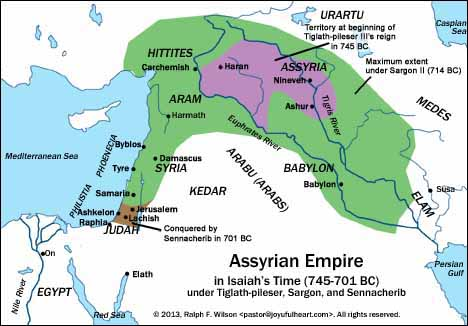 URARTU
Caspian
Sea
Territory at beginning of
Tiglath-pileser III's reign
in 745 BC
HITTITES
Carchemish
Haran
ASSYRIA
Nineveh
Maximum extent
under Sargon II (714 BC)
ARAM
Harmath
Ashur
Tigris River
MEDES
Euphrates River
Mediterranean Sea
PHOENECIA
Byblos
Tyre
Damascus
SYRIA
ARABU (ARABS)
BABYLON
Babylon
Susa
ELAM
KEDAR
Samaria
PHILISTIA
Ashkelon
Raphia
Jerusalem
Lachish
JUDAH
Conquered by
Sennacherib in 701 BC
On
Elath
Nile River
EGYPT
Red Sea
Persian
Gulf
Assyrian Empire
in Isaiah's Time (745-701 BC)
under Tiglath-pileser, Sargon, and Sennacherib
© 2013, Ralph F. Wilson <pastor@joyfulheart.com>. All rights reserved.